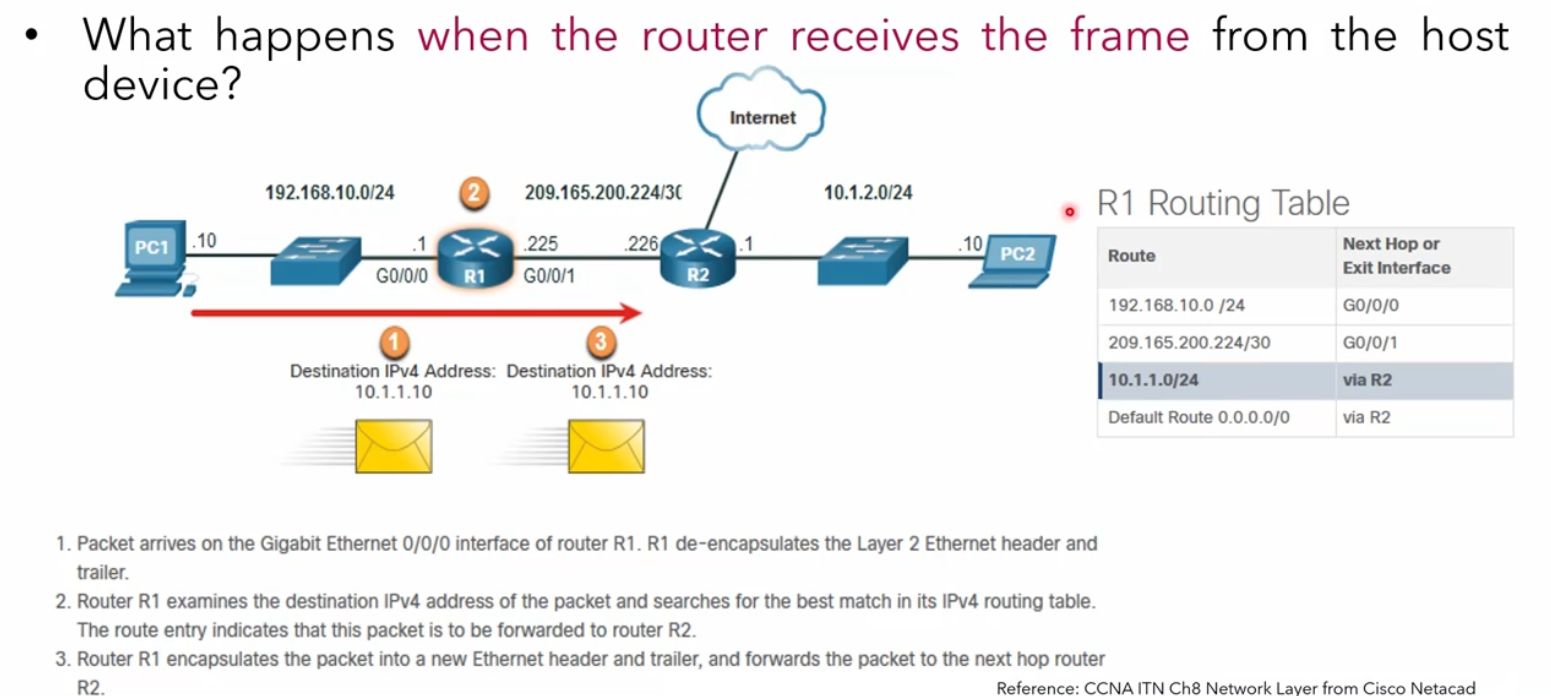 • What happens when the router receives the frame from the host
device?
Internet
192.168.10.0/24
2
209.165.200.224/30
10.1.2.0/24
PC1
.10
.1
G0/0/0
R1
.225
G0/0/1
.226
R2
.1
.10
PC2
1
3
Destination IPv4 Address:
10.1.1.10
Destination IPv4 Address:
10.1.1.10
R1 Routing Table
Route
Next Hop or
Exit Interface
192.168.10.0 /24
G0/0/0
209.165.200.224/30
G0/0/1
10.1.1.0/24
via R2
Default Route 0.0.0.0/0
via R2
1. Packet arrives on the Gigabit Ethernet 0/0/0 interface of router R1. R1 de-encapsulates the Layer 2 Ethernet header and
trailer.
2. Router R1 examines the destination IPv4 address of the packet and searches for the best match in its IPv4 routing table.
The route entry indicates that this packet is to be forwarded to router R2.
3. Router R1 encapsulates the packet into a new Ethernet header and trailer, and forwards the packet to the next hop router
R2.
Reference: CCNA ITN Ch8 Network Layer from Cisco Netacad